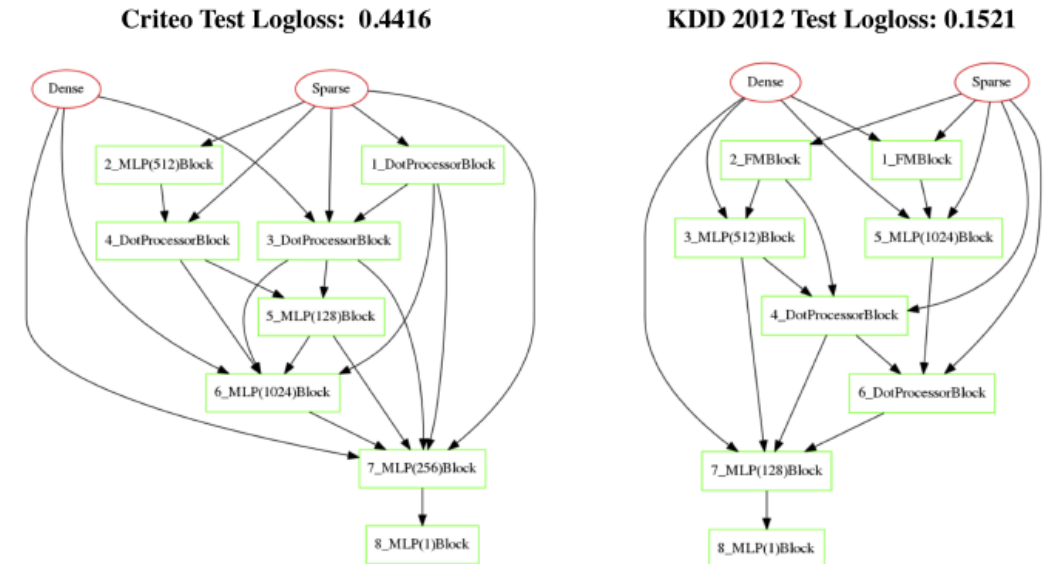 Criteo Test Logloss: 0.4416
Dense
Sparse
2_MLP(512)Block
1_DotProcessorBlock
4_DotProcessorBlock
3_DotProcessorBlock
5_MLP(128)Block
6_MLP(1024)Block
7_MLP(256)Block
8_MLP(1)Block
KDD 2012 Test Logloss: 0.1521
Dense
Sparse
2_FMBlock
1_FMBlock
3_MLP(512)Block
5_MLP(1024)Block
4_DotProcessorBlock
6_DotProcessorBlock
7_MLP(128)Block
8_MLP(1)Block